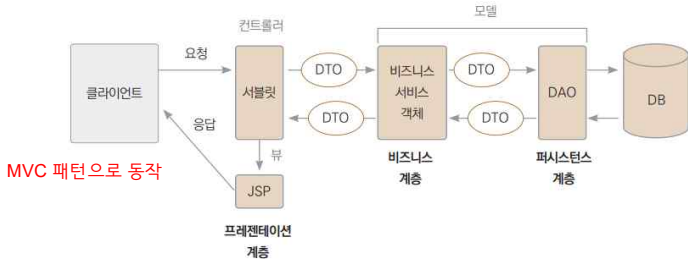 모델
컨트롤러
요청
클라이언트
서블릿
DTO
DTO
비즈니스
서비스
객체
DTO
DTO
DAO
DB
응답
뷰
MVC 패턴으로 동작
JSP
비즈니스
계층
퍼시스턴스
계층
프레젠테이션
계층